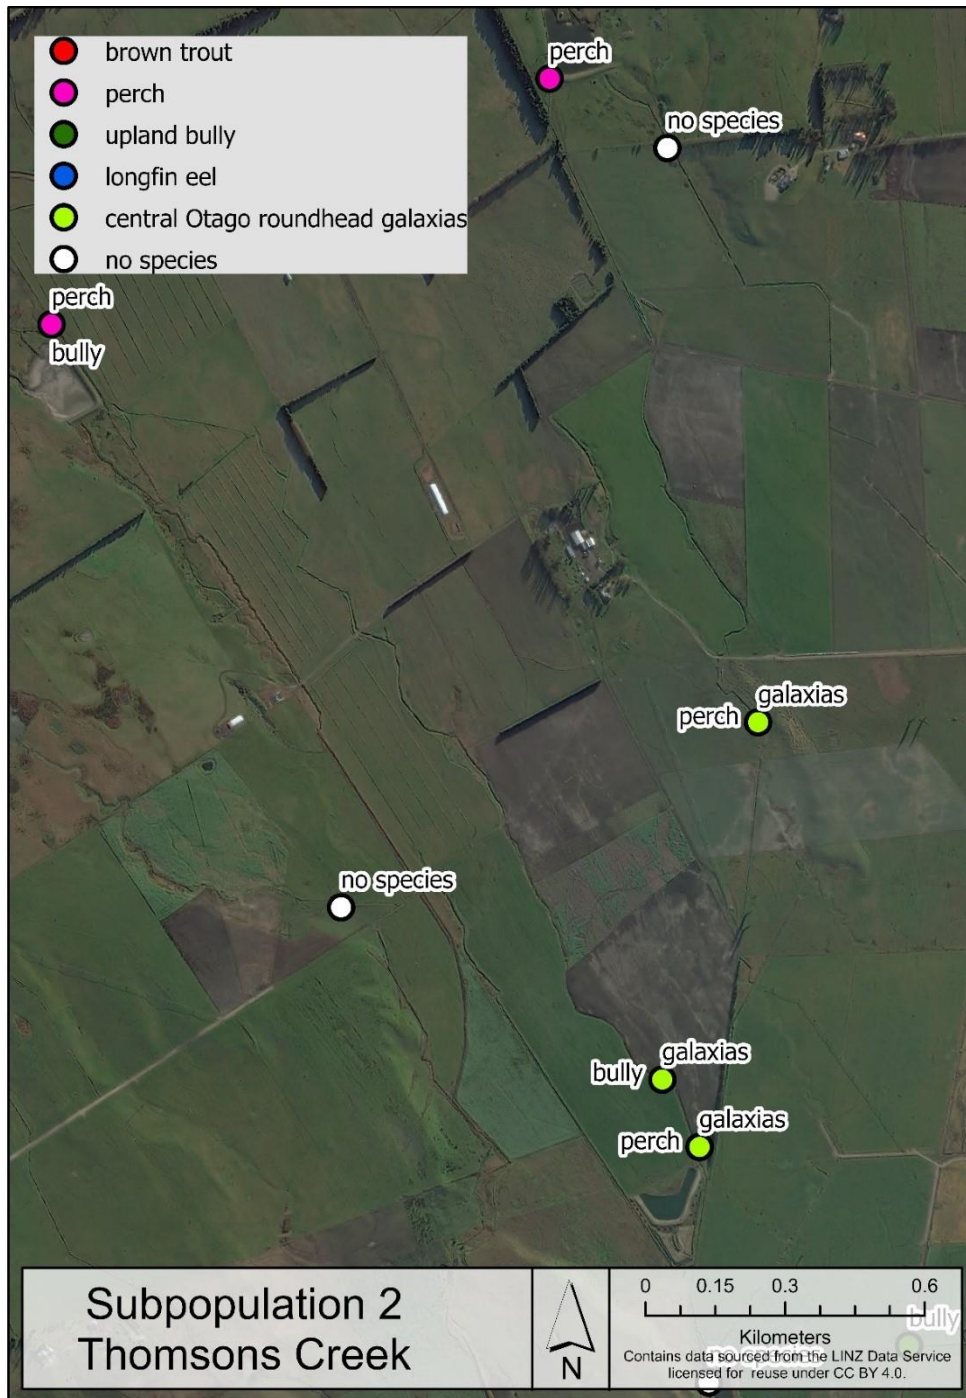 brown trout
perch
upland bully
longfin eel
central Otago roundhead galaxias
no species
perch
no species
perch
bully
galaxias
perch
no species
galaxias
bully
galaxias
perch
Subpopulation 2
Thomsons Creek
N
0 0.15 0.3 0.6
Kilometers
bully
no species
Contains data sourced from the LINZ Data Service
licensed for reuse under CC BY 4.0.